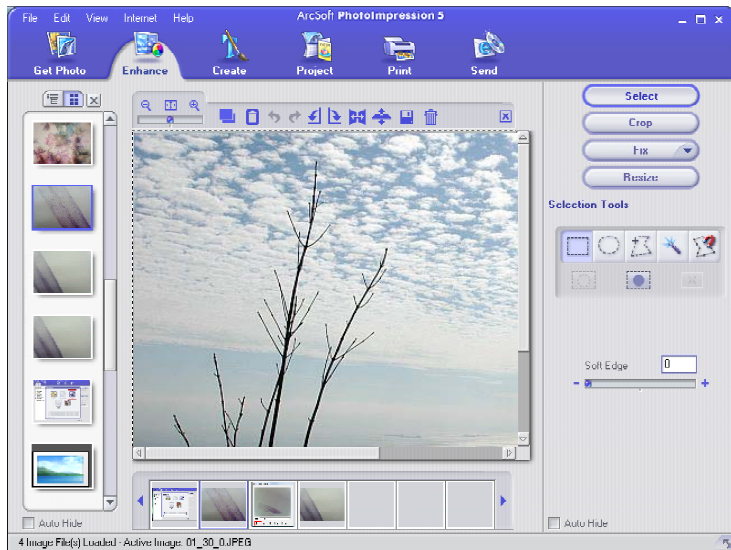 File Edit View Internet Help
ArcSoft PhotoImpression 5
Get Photo Enhance Create Project Print Send
Select
Crop
Fix
Resize
Selection Tools
Soft Edge 0
Auto Hide
Auto Hide
4 Image File(s) Loaded - Active Image: 01_30_0.JPEG